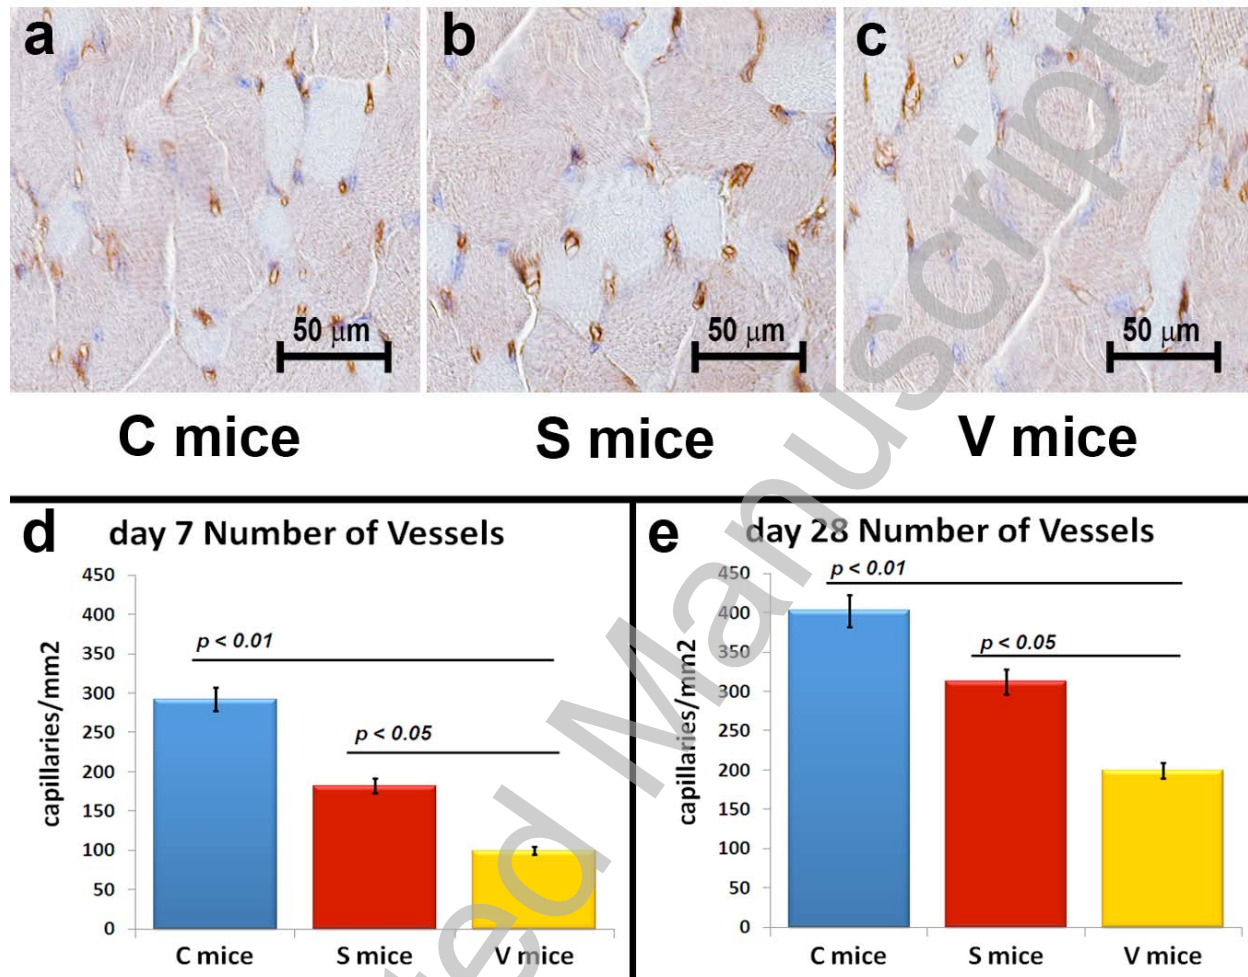 a
b
c
50 μm
50 μm
50 μm
C mice
S mice
V mice
d
day 7 Number of Vessels
450
400
350
300
250
200
150
100
50
0
capillaries/mm2
p < 0.01
p < 0.05
C mice
S mice
V mice
e
day 28 Number of Vessels
450
400
350
300
250
200
150
100
50
0
capillaries/mm2
p < 0.01
p < 0.05
C mice
S mice
V mice
ted Manuscript